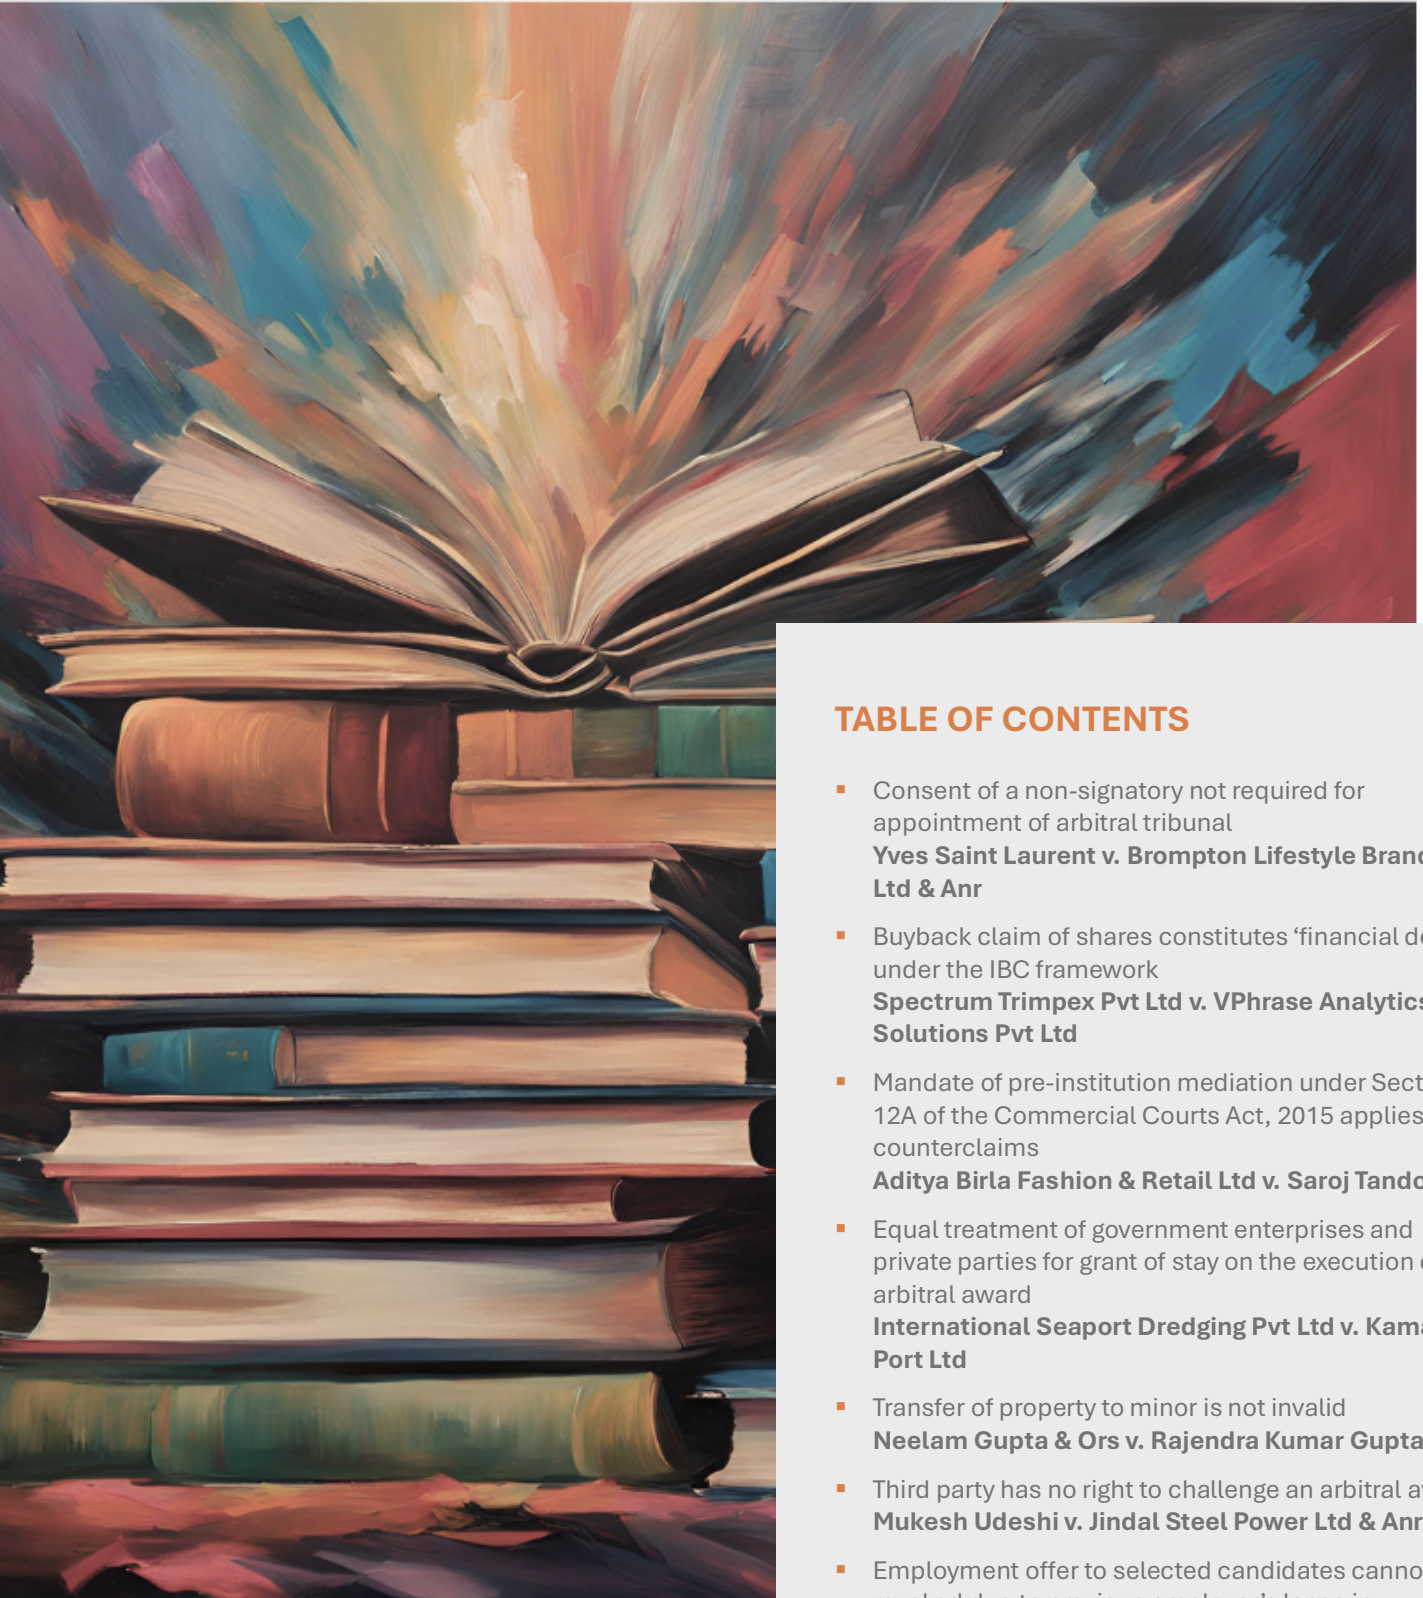 TABLE OF CONTENTS
▪ Consent of a non-signatory not required for
appointment of arbitral tribunal
Yves Saint Laurent v. Brompton Lifestyle
Ltd & Anr
▪ Buyback claim of shares constitutes ‘financial
under the IBC framework
Spectrum Trimpex Pvt Ltd v. VPhrase Analytics
Solutions Pvt Ltd
▪ Mandate of pre-institution mediation under
12A of the Commercial Courts Act, 2015 applies
counterclaims
Aditya Birla Fashion & Retail Ltd v. Saroj
▪ Equal treatment of government enterprises and
private parties for grant of stay on the execution
arbitral award
International Seaport Dredging Pvt Ltd v.
Port Ltd
▪ Transfer of property to minor is not invalid
Neelam Gupta & Ors v. Rajendra Kumar Gupta
▪ Third party has no right to challenge an arbitral
Mukesh Udeshi v. Jindal Steel Power Ltd & Anr
▪ Employment offer to selected candidates